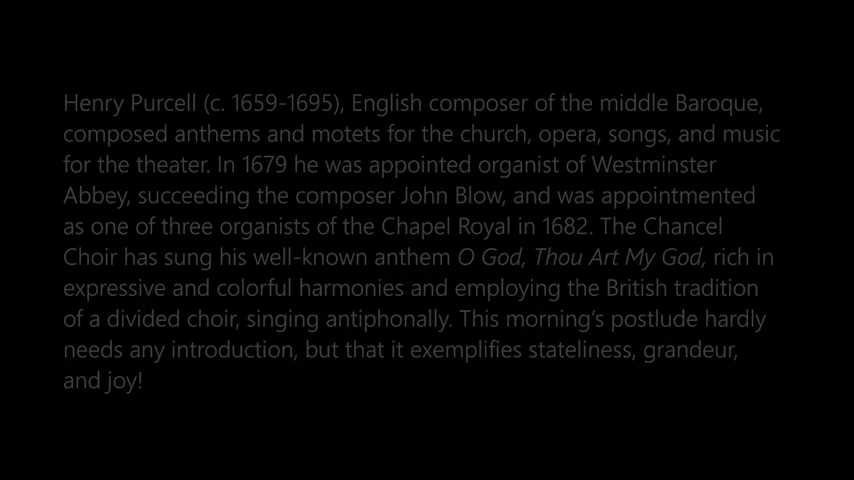 Henry Purcell (c. 1659-1695), English composer of the middle Baroque,
composed anthems and motets for the church, opera, songs, and music
for the theater. In 1679 he was appointed organist of Westminster
Abbey, succeeding the composer John Blow, and was appointmented
as one of three organists of the Chapel Royal in 1682. The Chancel
Choir has sung his well-known anthem O God, Thou Art My God, rich in
expressive and colorful harmonies and employing the British tradition
of a divided choir, singing antiphonally. This morning's postlude hardly
needs any introduction, but that it exemplifies stateliness, grandeur,
and joy!